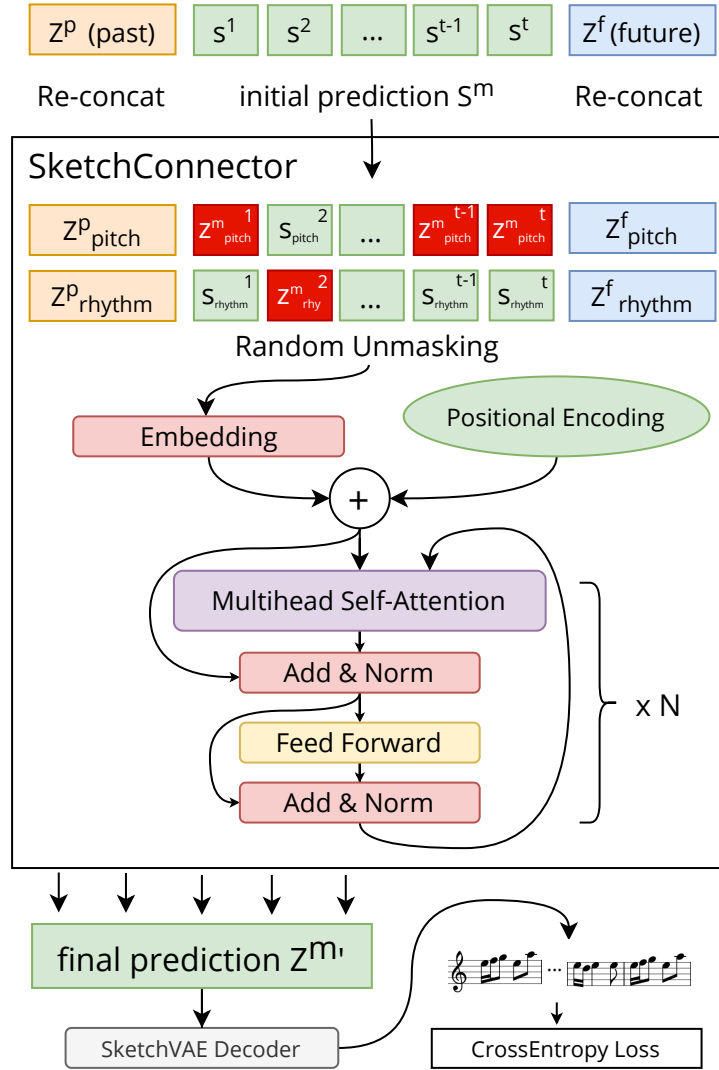 Z^p (past) s^1 s^2 ... s^t-1 s^t Z^f (future)
Re-concat initial prediction S^m Re-concat
SketchConnector
Z^p pitch Z^m pitch 1 s pitch 2 ... Z^m pitch t-1 Z^m pitch t Z^f pitch
Z^p rhythm s rhythm 1 Z^m rhy 2 ... s rhythm t-1 s rhythm t Z^f rhythm
Random Unmasking
Positional Encoding
Embedding
+
Multihead Self-Attention
Add & Norm
x N
Feed Forward
Add & Norm
final prediction Z^m'
...
SketchVAE Decoder
CrossEntropy Loss